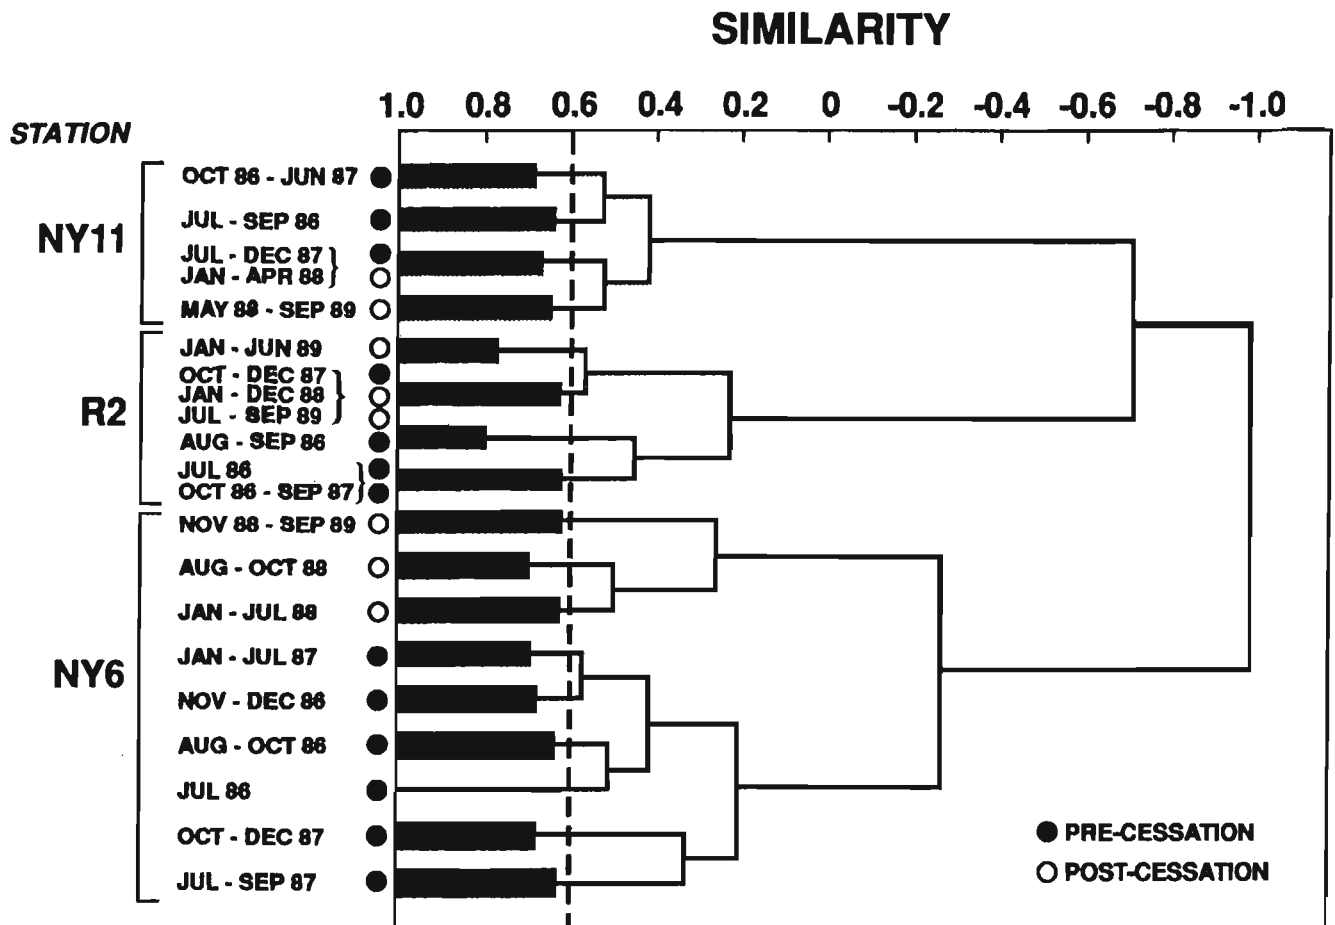 SIMILARITY
1.0 0.8 0.6 0.4 0.2 0 -0.2 -0.4 -0.6 -0.8 -1.0
STATION
NY11
OCT 86 - JUN 87
JUL - SEP 86
JUL - DEC 87
JAN - APR 88
MAY 88 - SEP 89
R2
JAN - JUN 89
OCT - DEC 87
JAN - DEC 88
JUL - SEP 89
AUG - SEP 86
JUL 86
OCT 86 - SEP 87
NY6
NOV 88 - SEP 89
AUG - OCT 88
JAN - JUL 88
JAN - JUL 87
NOV - DEC 86
AUG - OCT 86
JUL 86
OCT - DEC 87
JUL - SEP 87
PRE-CESSATION
POST-CESSATION